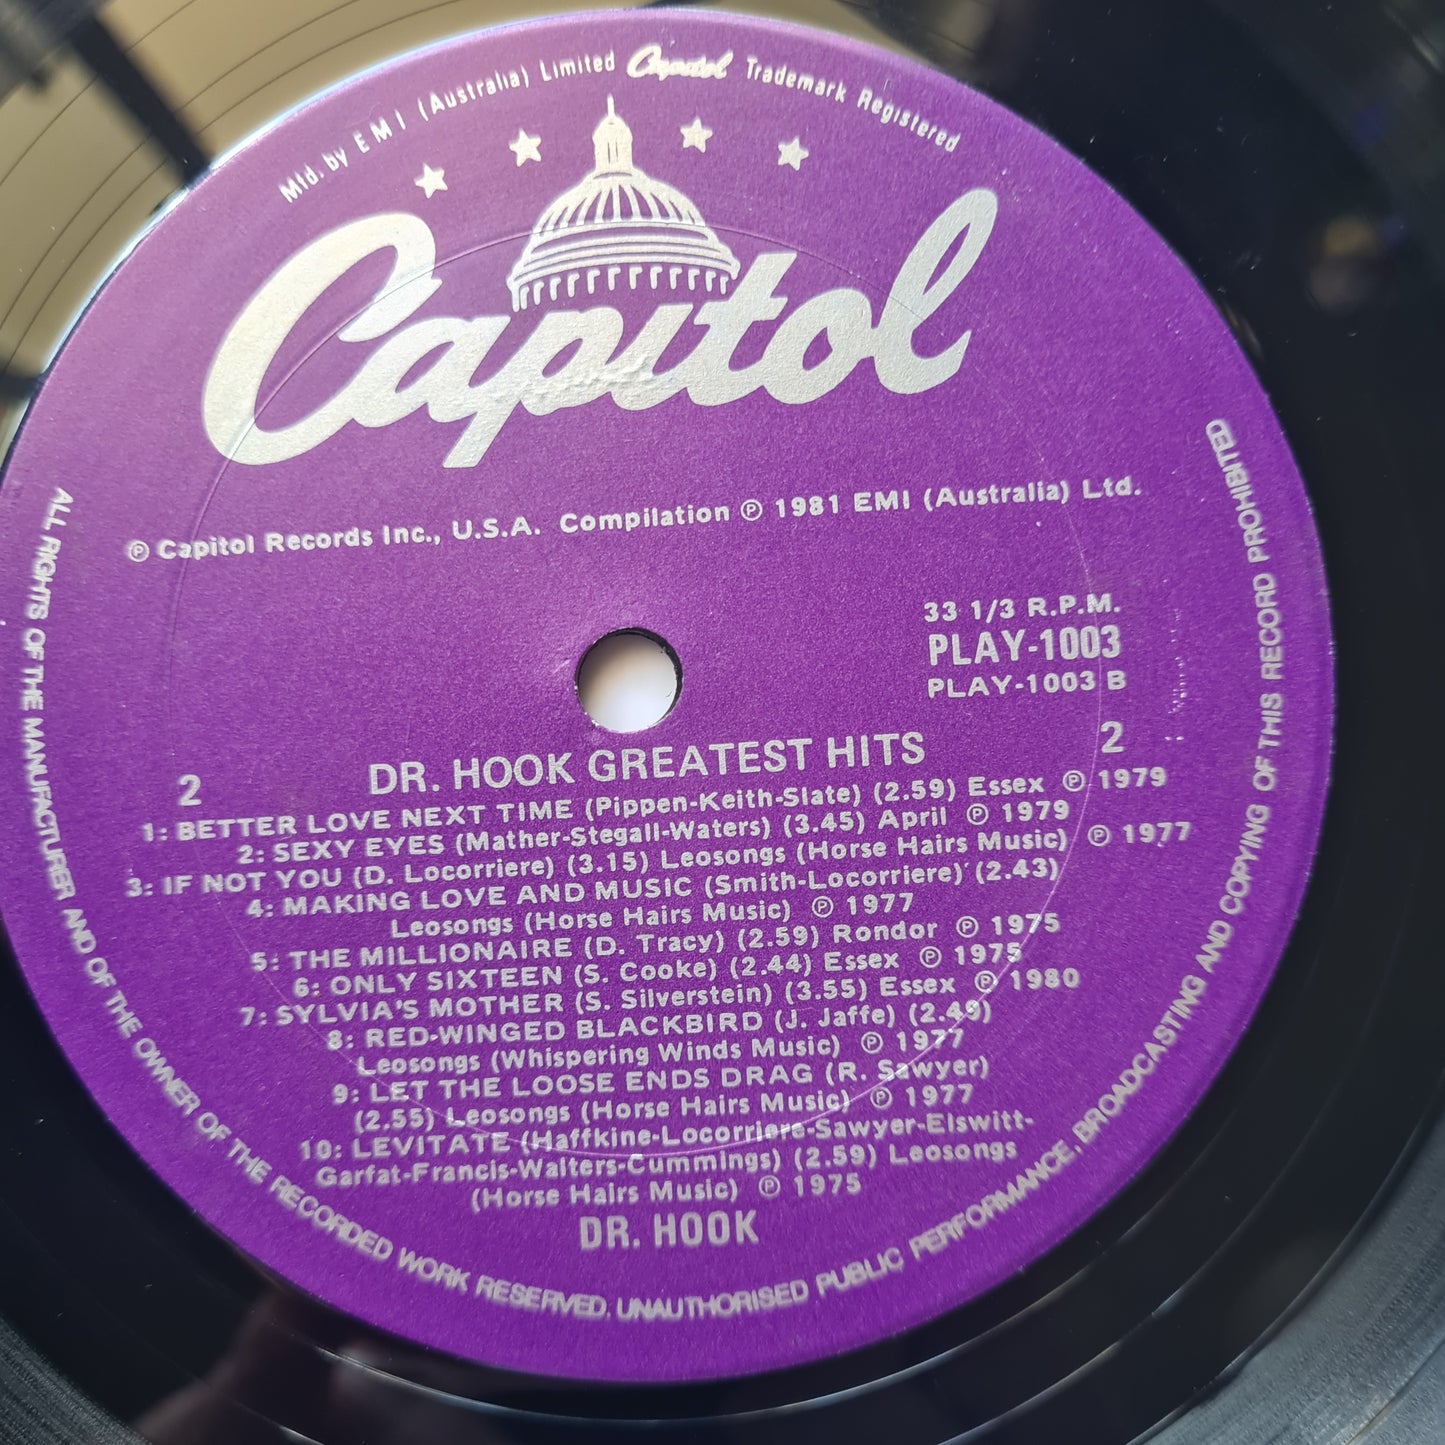 Mfd. by E M I (Australia) Limited Capitol Trademark Registered
Capitol
℗ Capitol Records Inc., U.S.A. Compilation ℗ 1981 EMI (Australia) Ltd.
33 1/3 R.P.M.
PLAY-1003
PLAY-1003 B
2
2
DR. HOOK GREATEST HITS
1: BETTER LOVE NEXT TIME (Pippen-Keith-Slate) (2.59) Essex ℗ 1979
2: SEXY EYES (Mather-Stegall-Waters) (3.45) April ℗ 1979
3: IF NOT YOU (D. Locorriere) (3.15) Leosongs (Horse Hairs Music) ℗ 1977
4: MAKING LOVE AND MUSIC (Smith-Locorriere) (2.43)
Leosongs (Horse Hairs Music) ℗ 1977
5: THE MILLIONAIRE (D. Tracy) (2.59) Rondor ℗ 1975
6: ONLY SIXTEEN (S. Cooke) (2.44) Essex ℗ 1975
7: SYLVIA'S MOTHER (S. Silverstein) (3.55) Essex ℗ 1980
8: RED-WINGED BLACKBIRD (J. Jaffe) (2.49)
Leosongs (Whispering Winds Music) ℗ 1977
9: LET THE LOOSE ENDS DRAG (R. Sawyer)
(2.55) Leosongs (Horse Hairs Music) ℗ 1977
10: LEVITATE (Haffkine-Locorriere-Sawyer-Elswitt-
Garfat-Francis-Walters-Cummings) (2.59) Leosongs
(Horse Hairs Music) ℗ 1975
DR. HOOK
ALL RIGHTS OF THE MANUFACTURER AND OF THE OWNER OF THE RECORDED WORK RESERVED. UNAUTHORISED PUBLIC PERFORMANCE, BROADCASTING AND COPYING OF THIS RECORD PROHIBITED